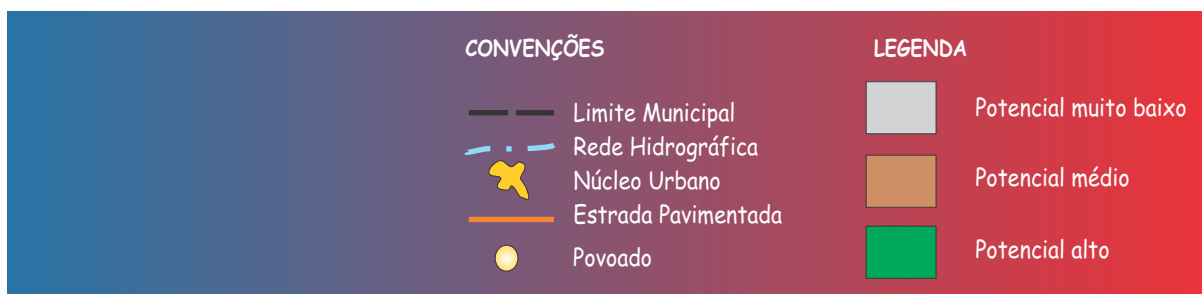 CONVENÇÕES
Limite Municipal
Rede Hidrográfica
Núcleo Urbano
Estrada Pavimentada
Povoado
LEGENDA
Potencial muito baixo
Potencial médio
Potencial alto